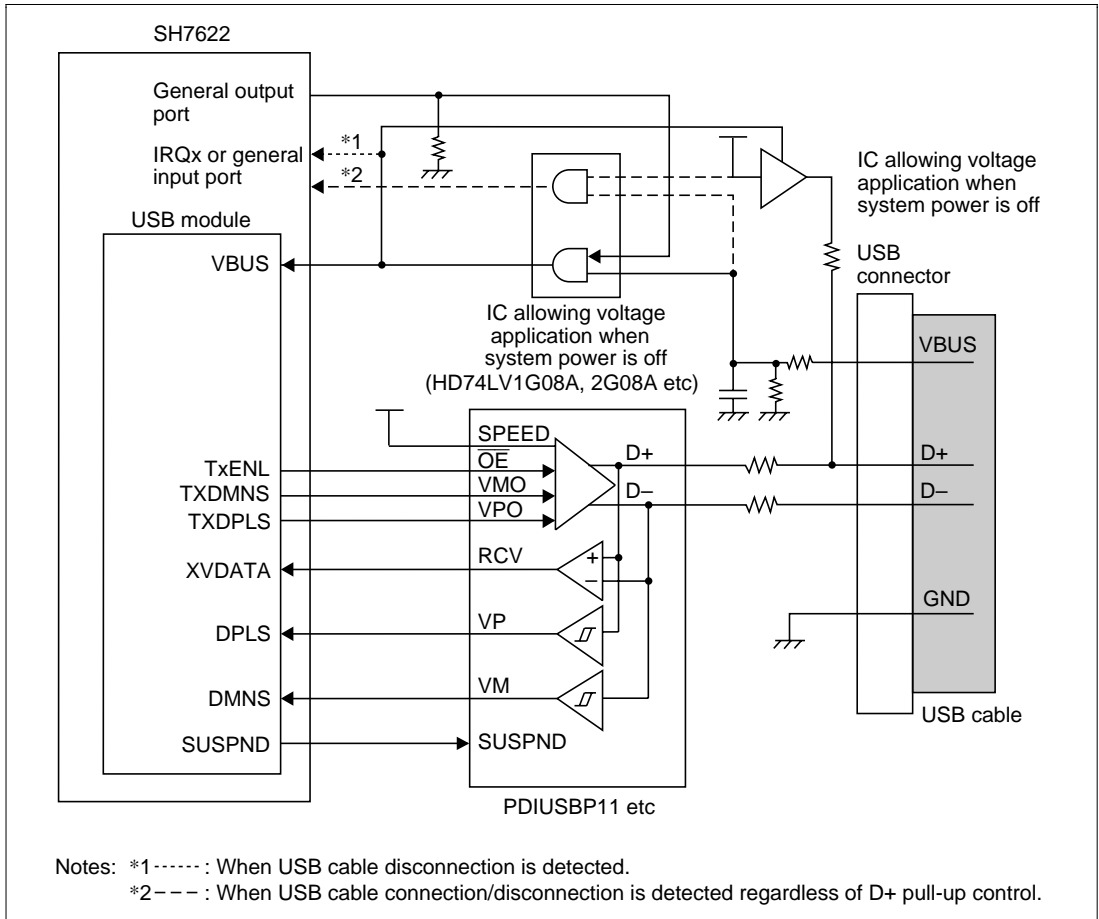 SH7622
General output
port
*1
IRQx or general
input port
*2
USB module
VBUS
IC allowing voltage
application when
system power is off
(HD74LV1G08A, 2G08A etc)
IC allowing voltage
application when
system power is off
USB
connector
VBUS
SPEED
TxENL
OE
D+
D+
TXDMNS
VMO
D–
D–
TXDPLS
VPO
XVDATA
RCV
+
–
GND
DPLS
VP
DMNS
VM
USB cable
SUSPND
SUSPND
PDIUSBP11 etc
Notes: *1 ------ : When USB cable disconnection is detected.
*2 – – – : When USB cable connection/disconnection is detected regardless of D+ pull-up control.